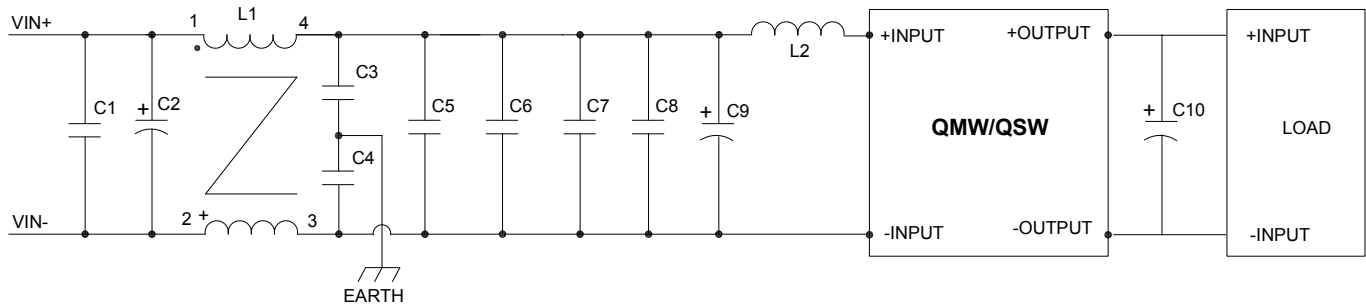 VIN+
1
L1
4
L2
+INPUT
+OUTPUT
+INPUT
C1
+
C2
C3
C5
C6
C7
C8
+
C9
QMW/QSW
+
C10
LOAD
C4
VIN-
2
+
3
-INPUT
-OUTPUT
-INPUT
EARTH